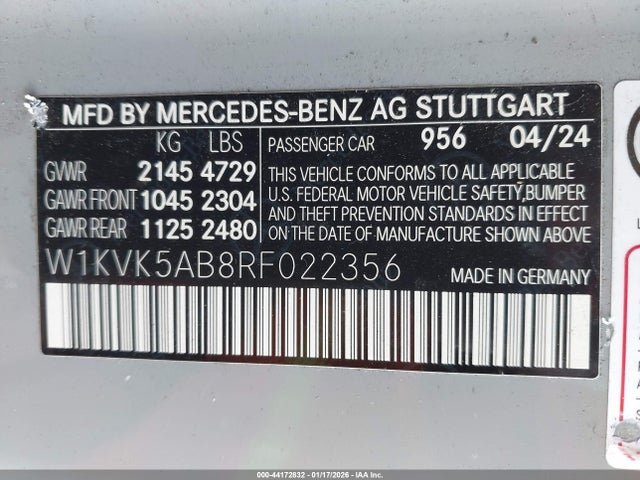 MFD BY MERCEDES-BENZ AG STUTTGART
KG LBS PASSENGER CAR 956 04/24
GVWR 2145 4729
GAWR FRONT 1045 2304
GAWR REAR 1125 2480
THIS VEHICLE CONFORMS TO ALL APPLICABLE
U.S. FEDERAL MOTOR VEHICLE SAFETY, BUMPER
AND THEFT PREVENTION STANDARDS IN EFFECT
ON THE DATE OF MANUFACTURE SHOWN ABOVE.
W1KVK5AB8RF022356 MADE IN GERMANY
000-44172832 - 01/17/2026 - IAA, Inc.